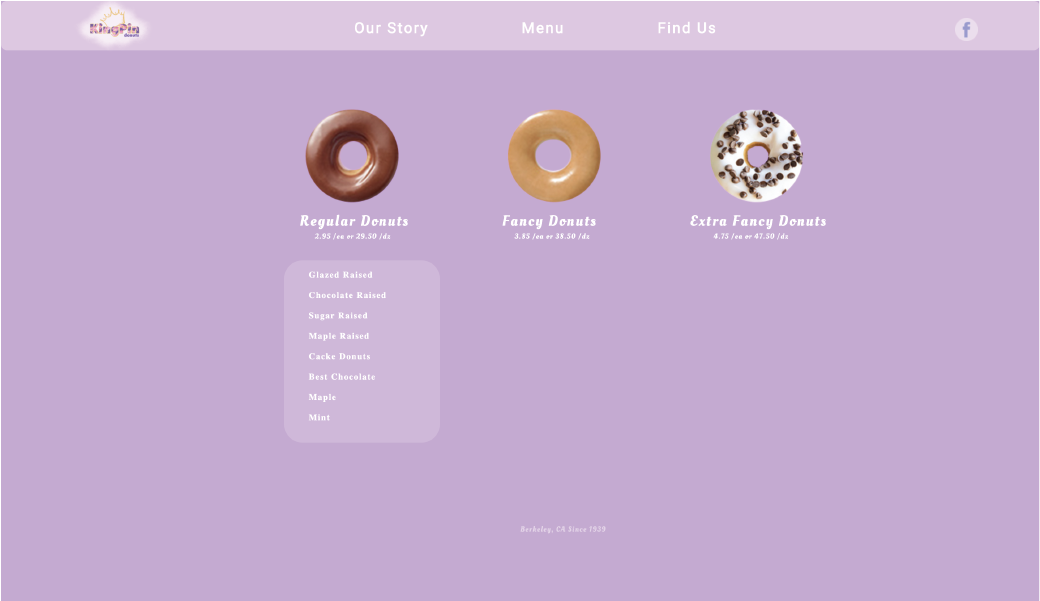 KingPin
donuts
Our Story
Menu
Find Us
f
Regular Donuts
2.95 /ea or 29.50 /dz
Fancy Donuts
3.85 /ea or 38.50 /dz
Extra Fancy Donuts
4.75 /ea or 47.50 /dz
Glazed Raised
Chocolate Raised
Sugar Raised
Maple Raised
Cacke Donuts
Best Chocolate
Maple
Mint
Berkeley, CA Since 1939